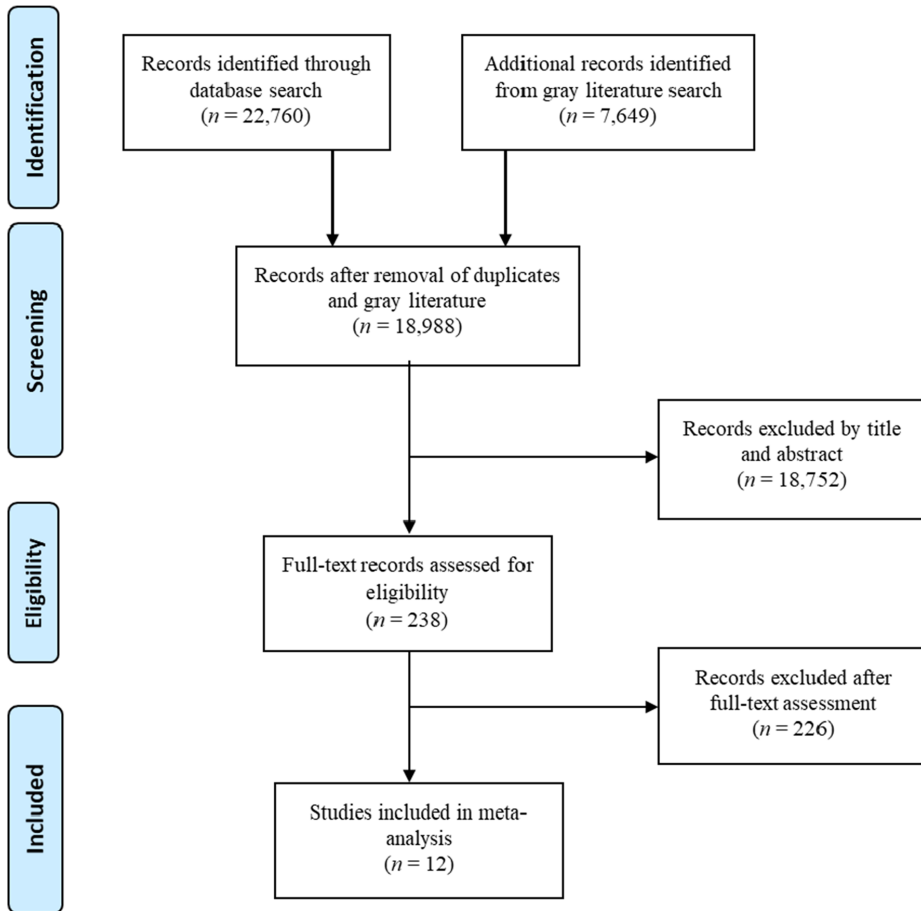 Identification
Records identified through
database search
(n = 22,760)
Additional records identified
from gray literature search
(n = 7,649)
Screening
Records after removal of duplicates
and gray literature
(n = 18,988)
Records excluded by title
and abstract
(n = 18,752)
Eligibility
Full-text records assessed for
eligibility
(n = 238)
Records excluded after
full-text assessment
(n = 226)
Included
Studies included in meta-
analysis
(n = 12)